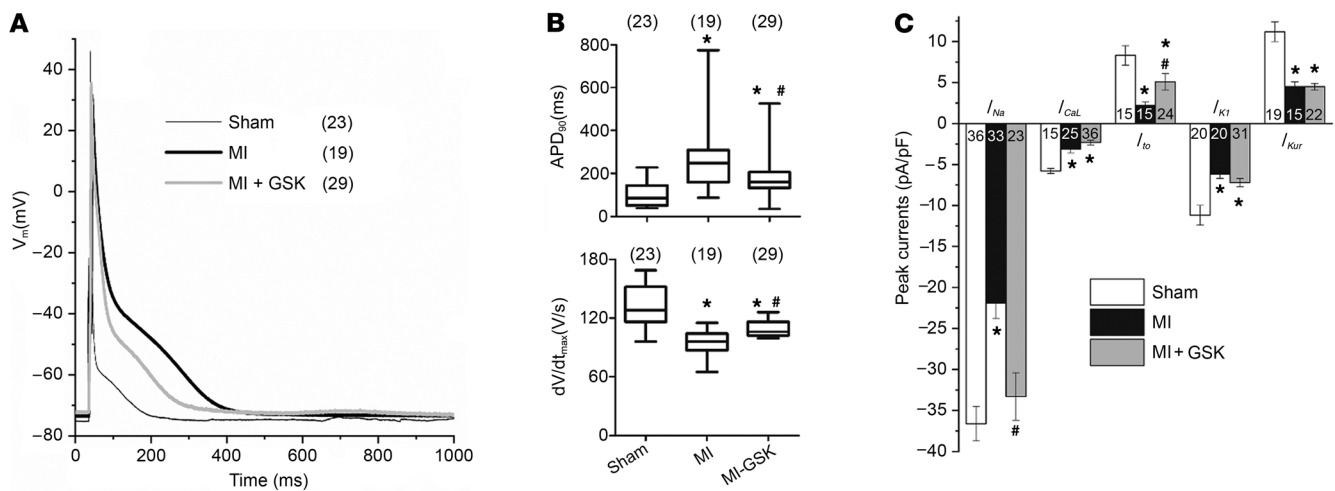 A
80
60
40
20
0
−20
−40
−60
−80
Vm(mV)
Sham (23)
MI (19)
MI + GSK (29)
0 200 400 600 800 1000
Time (ms)
B
(23) (19) (29)
* * #
800
600
400
200
0
APD90(ms)
(23) (19) (29)
* * #
180
120
60
0
dV/dtmax(V/s)
Sham MI MI-GSK
C
10
5
0
−5
−10
−15
−20
−25
−30
−35
−40
Peak currents (pA/pF)
INa ICaL Ito IK1 IKur
36 33 23
* #
15 25 36
* *
15 15 24
* * #
20 20 31
* *
19 15 22
* *
Sham
MI
MI + GSK